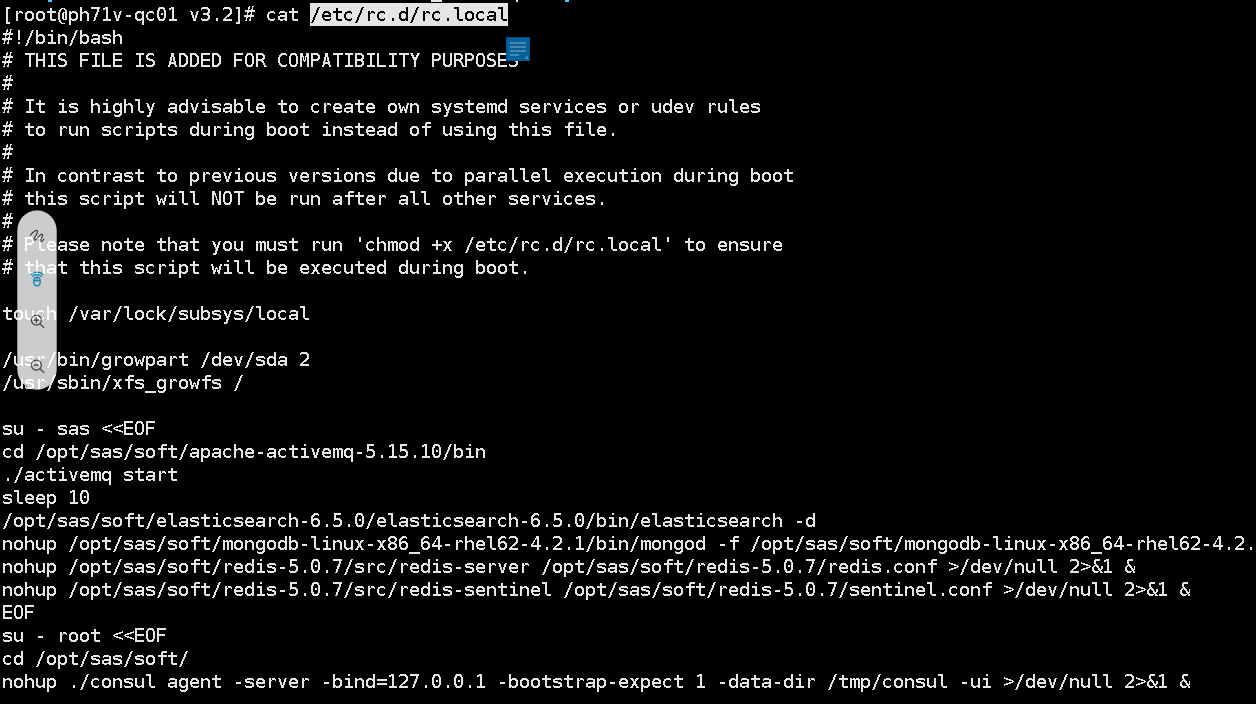 [root@ph71v-qc01 v3.2]# cat /etc/rc.d/rc.local
#!/bin/bash
# THIS FILE IS ADDED FOR COMPATIBILITY PURPOSES
#
# It is highly advisable to create own systemd services or udev rules
# to run scripts during boot instead of using this file.
#
# In contrast to previous versions due to parallel execution during boot
# this script will NOT be run after all other services.
#
# Please note that you must run 'chmod +x /etc/rc.d/rc.local' to ensure
# that this script will be executed during boot.
touch /var/lock/subsys/local
/usr/bin/growpart /dev/sda 2
/usr/sbin/xfs_growfs /
su - sas <<EOF
cd /opt/sas/soft/apache-activemq-5.15.10/bin
./activemq start
sleep 10
/opt/sas/soft/elasticsearch-6.5.0/elasticsearch-6.5.0/bin/elasticsearch -d
nohup /opt/sas/soft/mongodb-linux-x86_64-rhel62-4.2.1/bin/mongod -f /opt/sas/soft/mongodb-linux-x86_64-rhel62-4.2.
nohup /opt/sas/soft/redis-5.0.7/src/redis-server /opt/sas/soft/redis-5.0.7/redis.conf >/dev/null 2>&1 &
nohup /opt/sas/soft/redis-5.0.7/src/redis-sentinel /opt/sas/soft/redis-5.0.7/sentinel.conf >/dev/null 2>&1 &
EOF
su - root <<EOF
cd /opt/sas/soft/
nohup ./consul agent -server -bind=127.0.0.1 -bootstrap-expect 1 -data-dir /tmp/consul -ui >/dev/null 2>&1 &